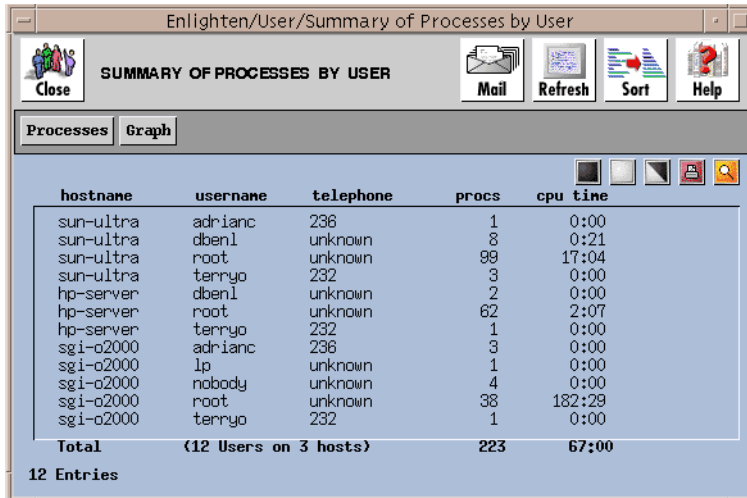 Enlighten/User/Summary of Processes by User
Close SUMMARY OF PROCESSES BY USER Mail Refresh Sort Help
Processes Graph
hostname username telephone procs cpu time
sun-ultra adrianc 236 1 0:00
sun-ultra dbenl unknown 8 0:21
sun-ultra root unknown 99 17:04
sun-ultra terryo 232 3 0:00
hp-server dbenl unknown 2 0:00
hp-server root unknown 62 2:07
hp-server terryo 232 1 0:00
sgi-o2000 adrianc 236 3 0:00
sgi-o2000 lp unknown 1 0:00
sgi-o2000 nobody unknown 4 0:00
sgi-o2000 root unknown 38 182:29
sgi-o2000 terryo 232 1 0:00
Total (12 Users on 3 hosts) 223 67:00
12 Entries